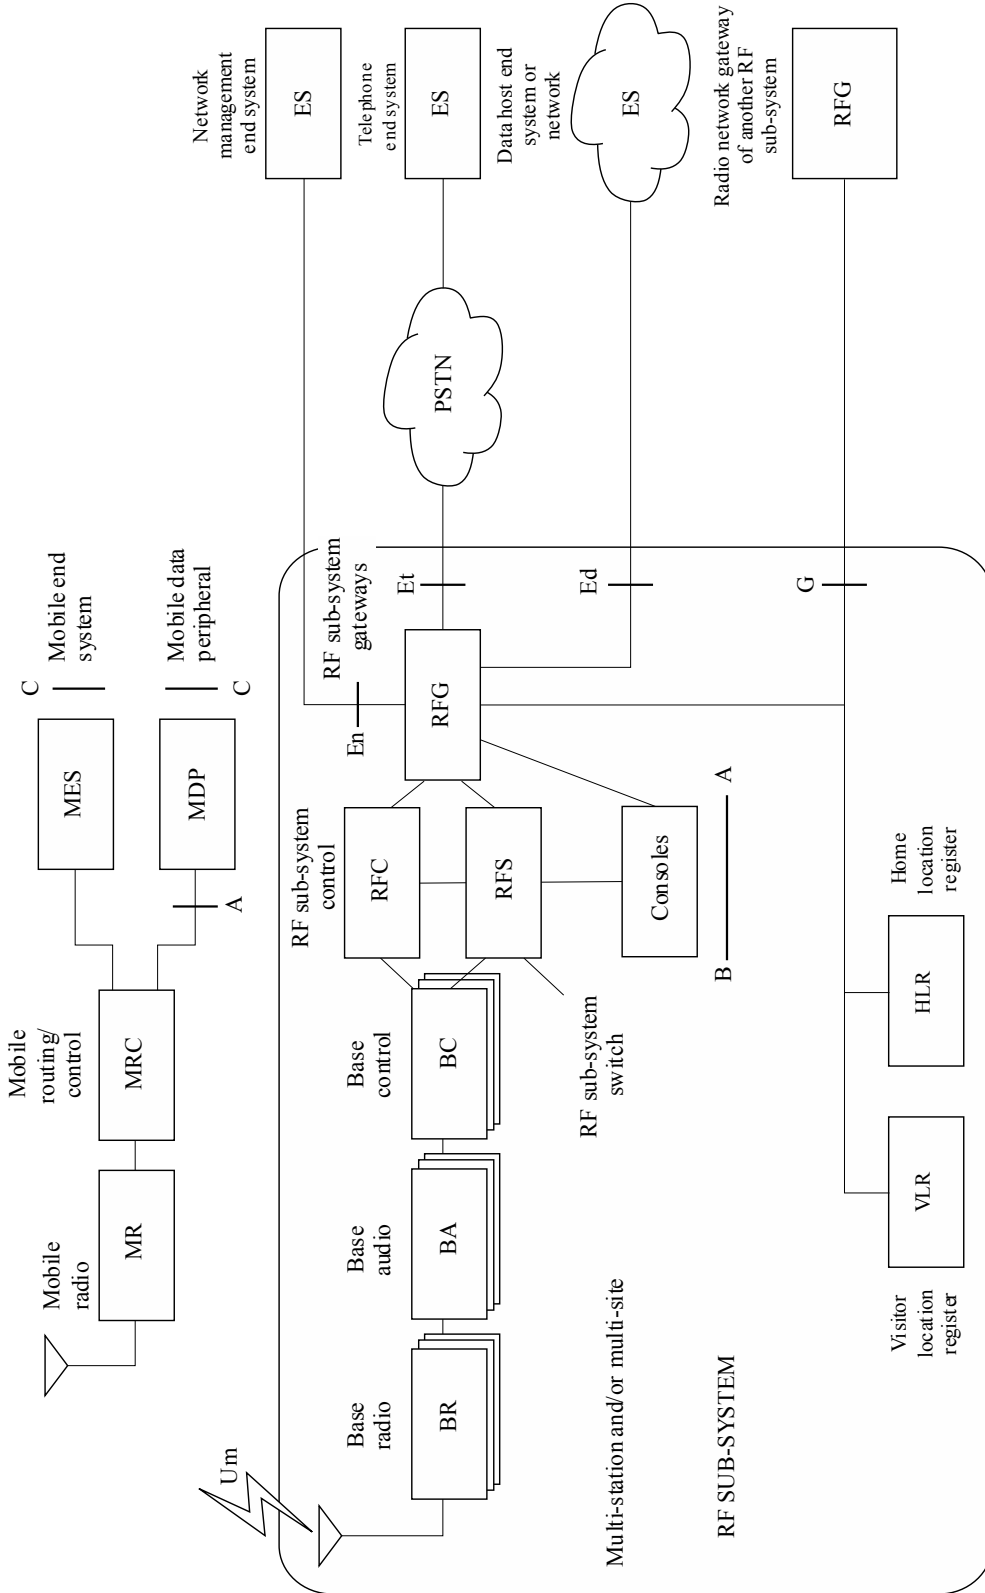 Mobile
radio
MR
Mobile
routing/
control
MRC
MES
C
Mobile end
system
MDP
A
C
Mobile data
peripheral
Network
management
end system
ES
Telephone
end system
ES
Data host end
system or
network
ES
Radio network gateway
of another RF
sub-system
RFG
PSTN
Um
Base
radio
BR
Base
audio
BA
Base
control
BC
RF sub-system
control
RFC
RFS
RF sub-system
switch
En
RF sub-system
gateways
RFG
Et
Ed
G
Consoles
B
A
Multi-station and/or multi-site
RF SUB-SYSTEM
Visitor
location
register
VLR
HLR
Home
location
register